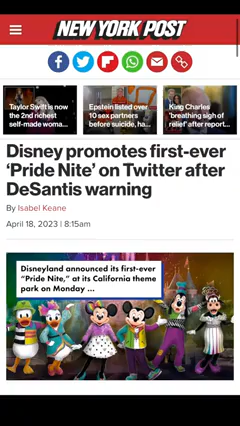 NEW YORK POST
Taylor Swift is now
the 2nd richest
self-made woma...
Epstein listed over
10 sex partners
before suicide, ha...
King Charles
'breathing sigh of
relief' after report...
Disney promotes first-ever
‘Pride Nite’ on Twitter after
DeSantis warning
By Isabel Keane
April 18, 2023 | 8:15am
Disneyland announced its first-ever
“Pride Nite,” at its California theme
park on Monday ...